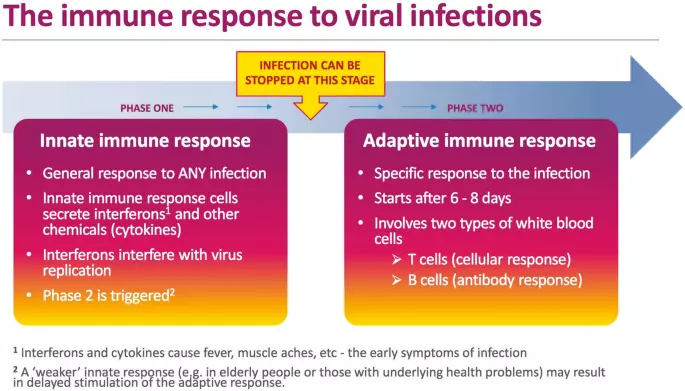 The immune response to viral infections
INFECTION CAN BE
STOPPED AT THIS STAGE
PHASE ONE
PHASE TWO
Innate immune response
• General response to ANY infection
• Innate immune response cells
secrete interferons¹ and other
chemicals (cytokines)
• Interferons interfere with virus
replication
• Phase 2 is triggered²
Adaptive immune response
• Specific response to the infection
• Starts after 6 - 8 days
• Involves two types of white blood
cells
➢ T cells (cellular response)
➢ B cells (antibody response)
¹ Interferons and cytokines cause fever, muscle aches, etc - the early symptoms of infection
² A ‘weaker’ innate response (e.g. in elderly people or those with underlying health problems) may result
in delayed stimulation of the adaptive response.